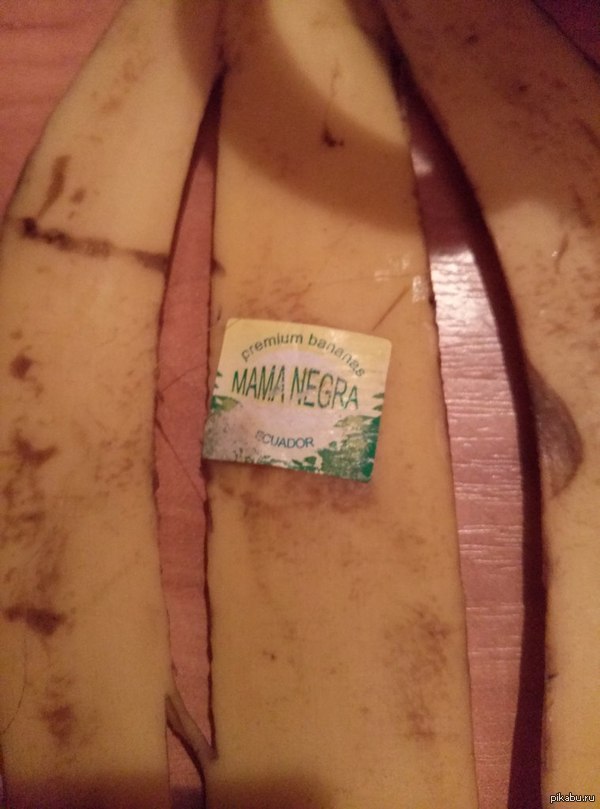 premium bananas
MAMA NEGRA
ECUADOR
pikabu.ru